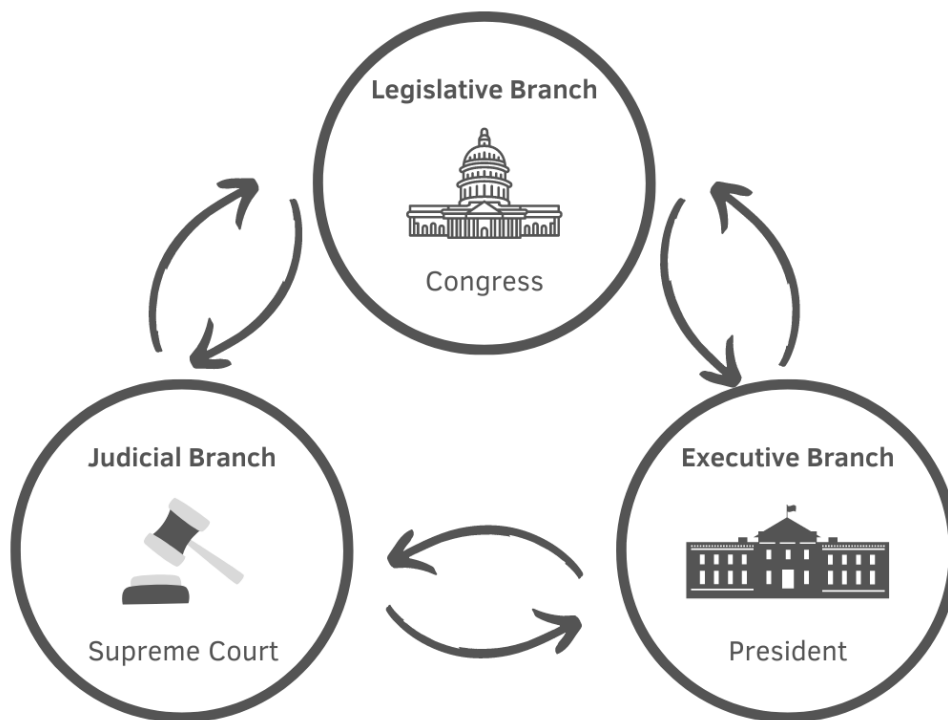 Legislative Branch
Congress
Judicial Branch
Supreme Court
Executive Branch
President